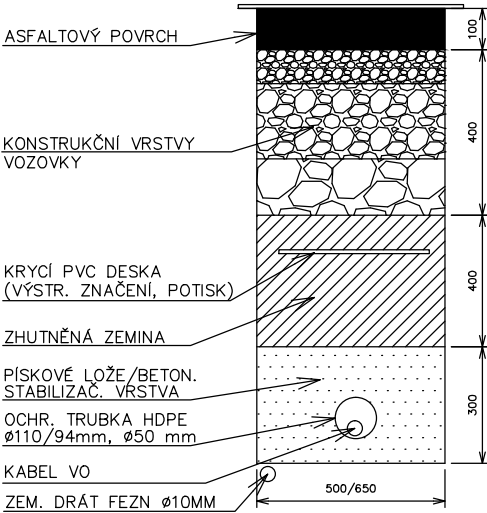 ASFALTOVÝ POVRCH
100
KONSTRUKČNÍ VRSTVY
VOZOVKY
400
KRYCÍ PVC DESKA
(VÝSTR. ZNAČENÍ, POTISK)
400
ZHUTNĚNÁ ZEMINA
PÍSKOVÉ LOŽE/BETON.
STABILIZAČ. VRSTVA
300
OCHR. TRUBKA HDPE
ø110/94mm, ø50 mm
KABEL VO
ZEM. DRÁT FEZN ø10MM
500/650